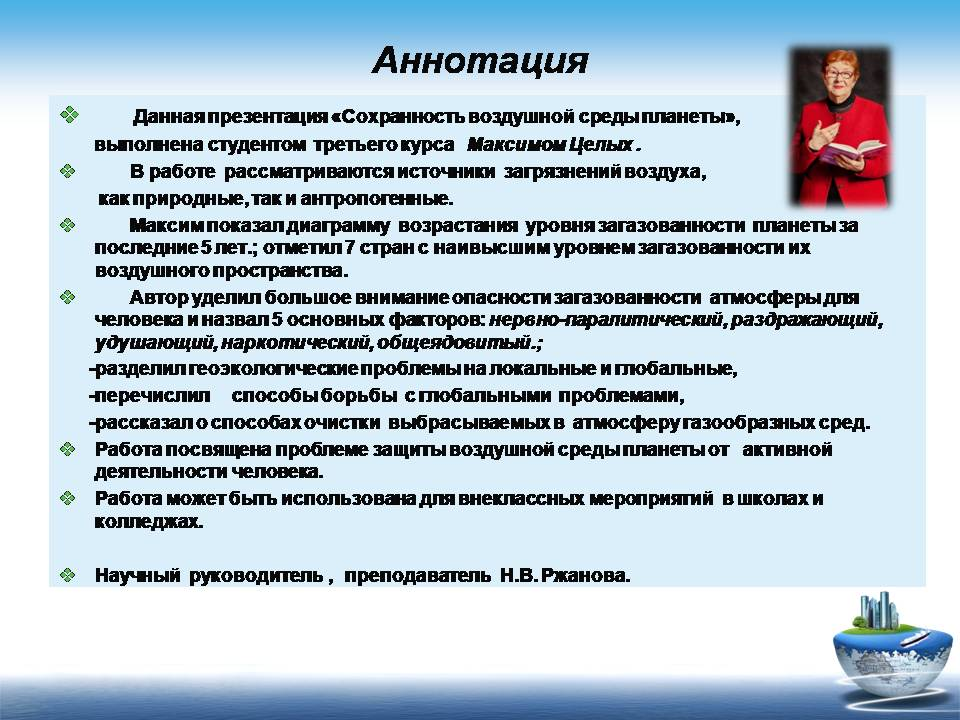 Аннотация
Данная презентация «Сохранность воздушной среды планеты»,
выполнена студентом третьего курса Максимом Целых .
В работе рассматриваются источники загрязнений воздуха,
как природные, так и антропогенные.
Максим показал диаграмму возрастания уровня загазованности планеты за
последние 5 лет.; отметил 7 стран с наивысшим уровнем загазованности их
воздушного пространства.
Автор уделил большое внимание опасности загазованности атмосферы для
человека и назвал 5 основных факторов: нервно-паралитический, раздражающий,
удушающий, наркотический, общеядовитый.;
-разделил геоэкологические проблемы на локальные и глобальные,
-перечислил способы борьбы с глобальными проблемами,
-рассказал о способах очистки выбрасываемых в атмосферу газообразных сред.
Работа посвящена проблеме защиты воздушной среды планеты от активной
деятельности человека.
Работа может быть использована для внеклассных мероприятий в школах и
колледжах.
Научный руководитель , преподаватель Н.В. Ржанова.